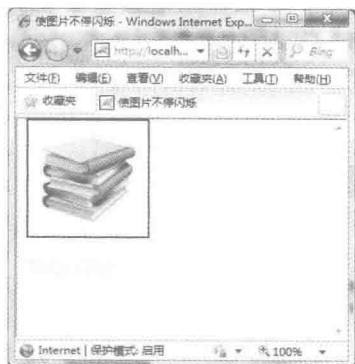 使图片不停闪烁 - Windows Internet Exp...
http://localh...
Bing
文件(F) 编辑(E) 查看(V) 收藏夹(A) 工具(T) 帮助(H)
收藏夹 使图片不停闪烁
Internet | 保护模式: 启用 100%